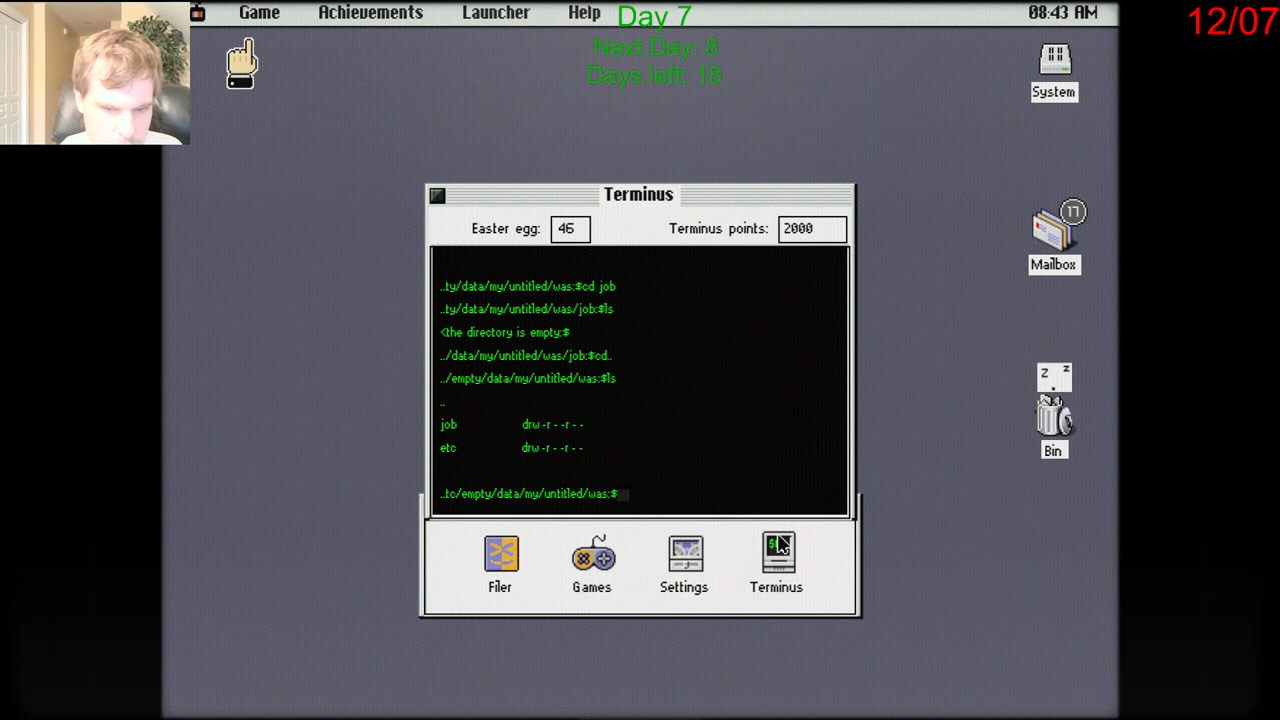 Game Achievements Launcher Help 08:43 AM
Day 7
Next Day: 8
Days left: 18
12/07
System
17
Mailbox
z z
Bin
Terminus
Easter egg: 46 Terminus points: 2000
..ty/data/my/untitled/was:$cd job
..ty/data/my/untitled/was/job:$ls
<the directory is empty:$
../data/my/untitled/was/job:$cd..
../empty/data/my/untitled/was:$ls
..
job drw-r--r--
etc drw-r--r--
..tc/empty/data/my/untitled/was:$
Filer Games Settings Terminus